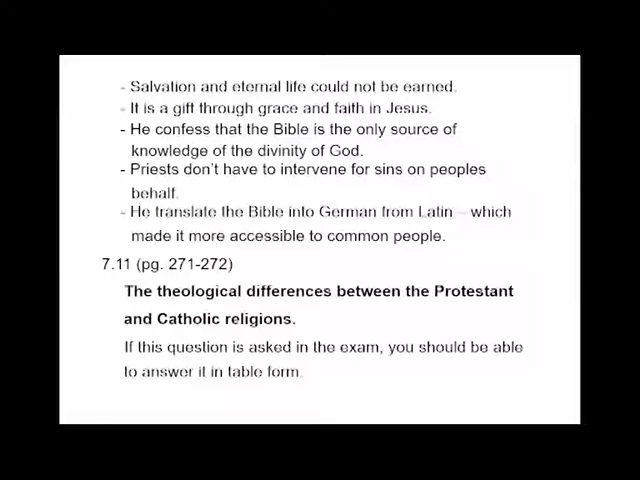 - Salvation and eternal life could not be earned.
- It is a gift through grace and faith in Jesus.
- He confess that the Bible is the only source of
knowledge of the divinity of God.
- Priests don't have to intervene for sins on peoples
behalf.
- He translate the Bible into German from Latin – which
made it more accessible to common people.
7.11 (pg. 271-272)
The theological differences between the Protestant
and Catholic religions.
If this question is asked in the exam, you should be able
to answer it in table form.